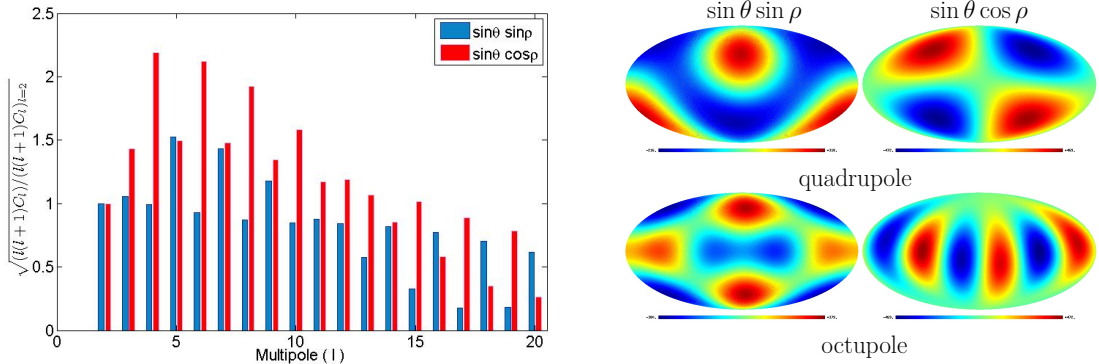 2.5
2
1.5
1
0.5
0
0
5
10
15
20
Multipole ( l )
√(l(l + 1)C_l)/(l(l + 1)C_l)_{l=2}
sinθ sinρ
sinθ cosρ
sin θ sin ρ
sin θ cos ρ
quadrupole
octupole